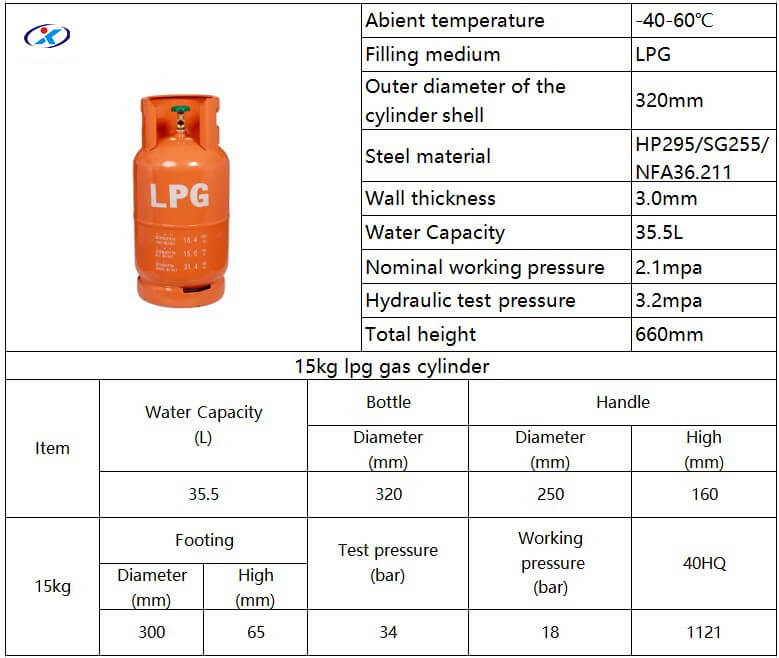 Abient temperature
-40-60℃
Filling medium
LPG
Outer diameter of the
cylinder shell
320mm
Steel material
HP295/SG255/
NFA36.211
Wall thickness
3.0mm
Water Capacity
35.5L
Nominal working pressure
2.1mpa
Hydraulic test pressure
3.2mpa
Total height
660mm
LPG
15kg lpg gas cylinder
Item
Water Capacity
(L)
Bottle
Handle
Diameter
(mm)
Diameter
(mm)
High
(mm)
35.5
320
250
160
15kg
Footing
Test pressure
(bar)
Working
pressure
(bar)
40HQ
Diameter
(mm)
High
(mm)
300
65
34
18
1121